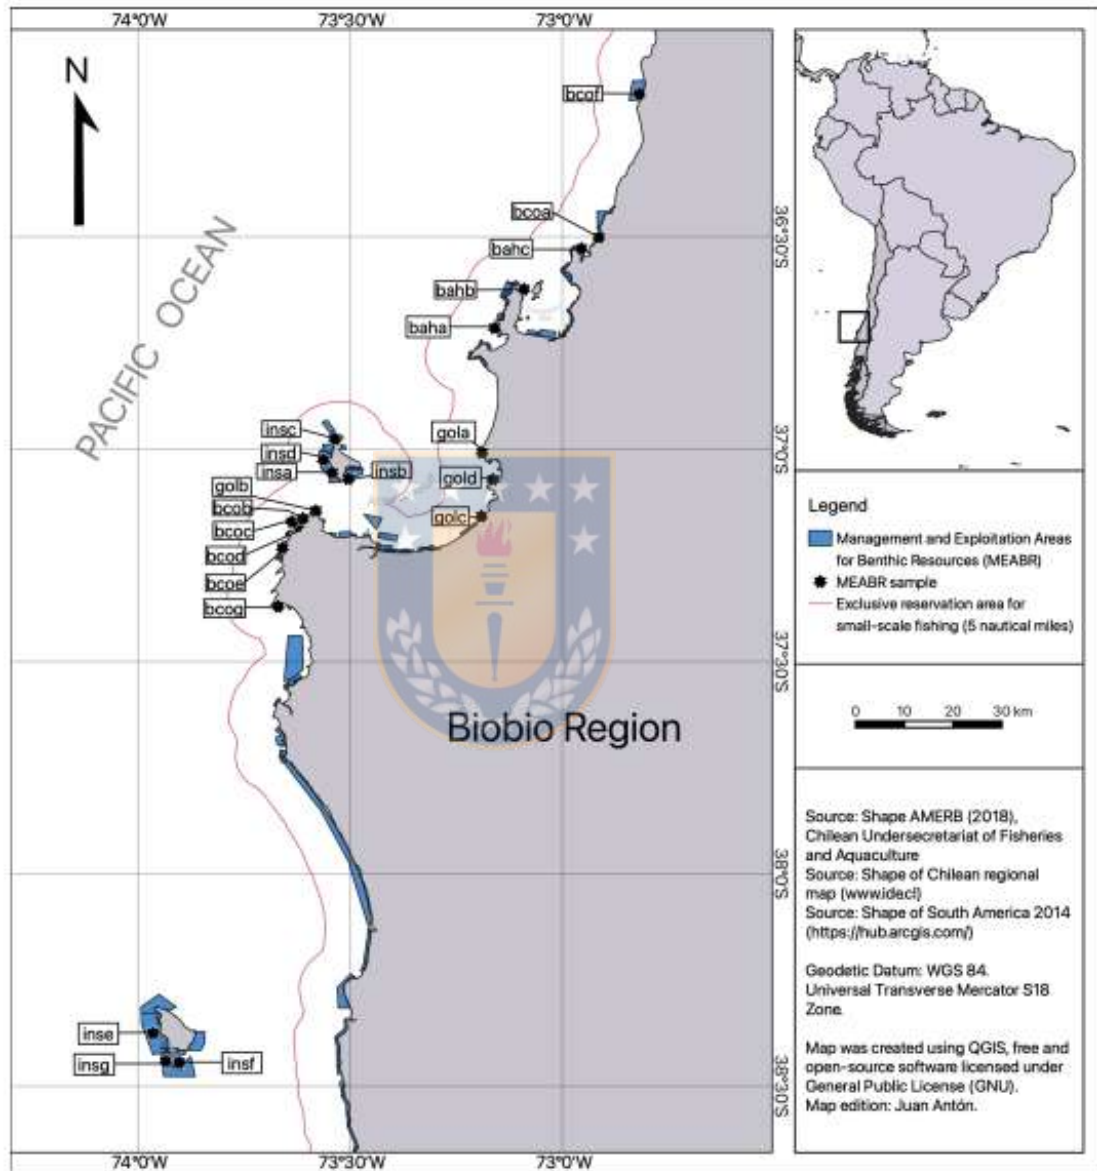 74°0'W 73°30'W 73°0'W
N
PACIFIC OCEAN
bcof
bcoa
bahc
bahb
baha
36°30'S
insc
insd
insa
insb
gola
gold
golc
37°0'S
golb
bcob
bcoc
bcod
bcoe
bcog
37°30'S
Biobio Region
38°0'S
inse
insg
insf
38°30'S
74°0'W 73°30'W 73°0'W
Legend
Management and Exploitation Areas
for Benthic Resources (MEABR)
MEABR sample
Exclusive reservation area for
small-scale fishing (5 nautical miles)
0 10 20 30 km
Source: Shape AMERB (2018),
Chilean Undersecretariat of Fisheries
and Aquaculture
Source: Shape of Chilean regional
map (www.ide.cl)
Source: Shape of South America 2014
(https://hub.arcgis.com/)
Geodetic Datum: WGS 84.
Universal Transverse Mercator S18
Zone.
Map was created using QGIS, free and
open-source software licensed under
General Public License (GNU).
Map edition: Juan Antón.